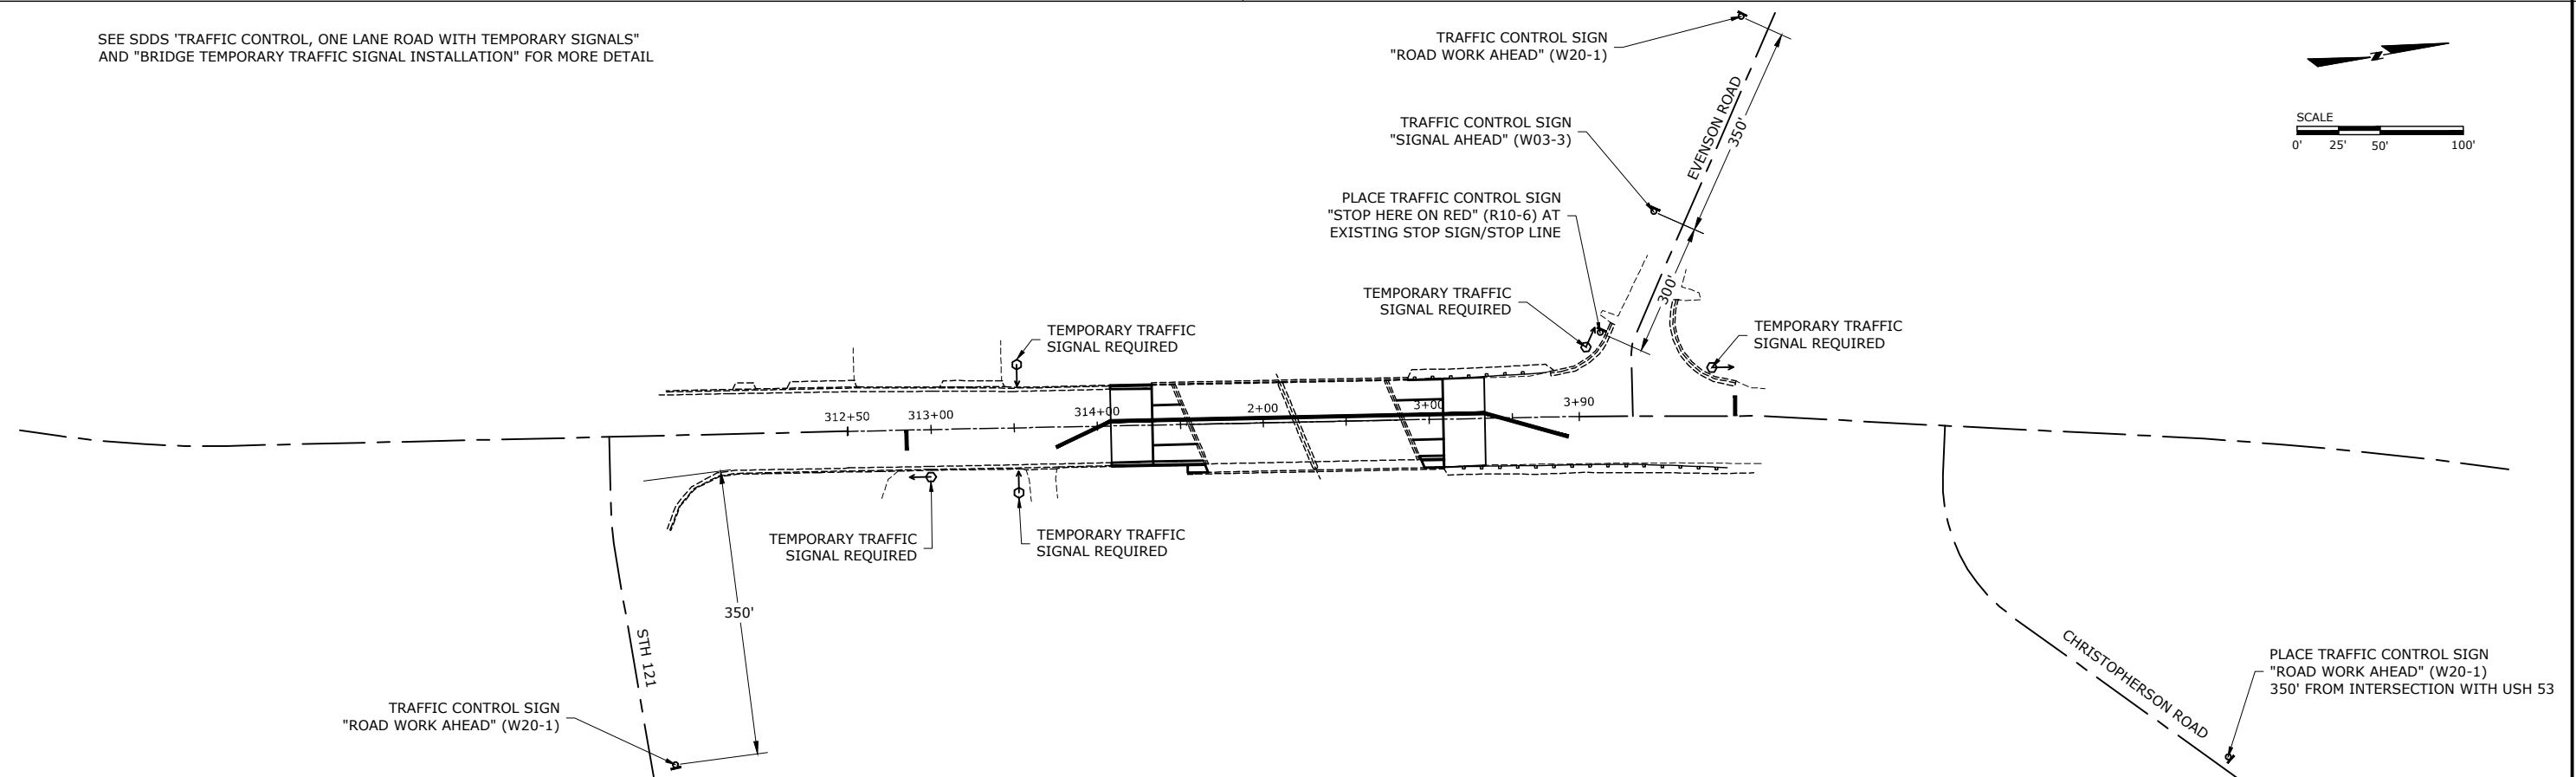 SEE SDDS 'TRAFFIC CONTROL, ONE LANE ROAD WITH TEMPORARY SIGNALS"
AND "BRIDGE TEMPORARY TRAFFIC SIGNAL INSTALLATION" FOR MORE DETAIL
TRAFFIC CONTROL SIGN
"ROAD WORK AHEAD" (W20-1)
N
SCALE
0' 25' 50' 100'
TRAFFIC CONTROL SIGN
"SIGNAL AHEAD" (W03-3)
EVENSON ROAD
350'
PLACE TRAFFIC CONTROL SIGN
"STOP HERE ON RED" (R10-6) AT
EXISTING STOP SIGN/STOP LINE
300'
TEMPORARY TRAFFIC
SIGNAL REQUIRED
TEMPORARY TRAFFIC
SIGNAL REQUIRED
TEMPORARY TRAFFIC
SIGNAL REQUIRED
312+50 313+00 314+00 2+00 3+00 3+90
TEMPORARY TRAFFIC
SIGNAL REQUIRED
TEMPORARY TRAFFIC
SIGNAL REQUIRED
350'
STH 121
TRAFFIC CONTROL SIGN
"ROAD WORK AHEAD" (W20-1)
CHRISTOPHERSON ROAD
PLACE TRAFFIC CONTROL SIGN
"ROAD WORK AHEAD" (W20-1)
350' FROM INTERSECTION WITH USH 53